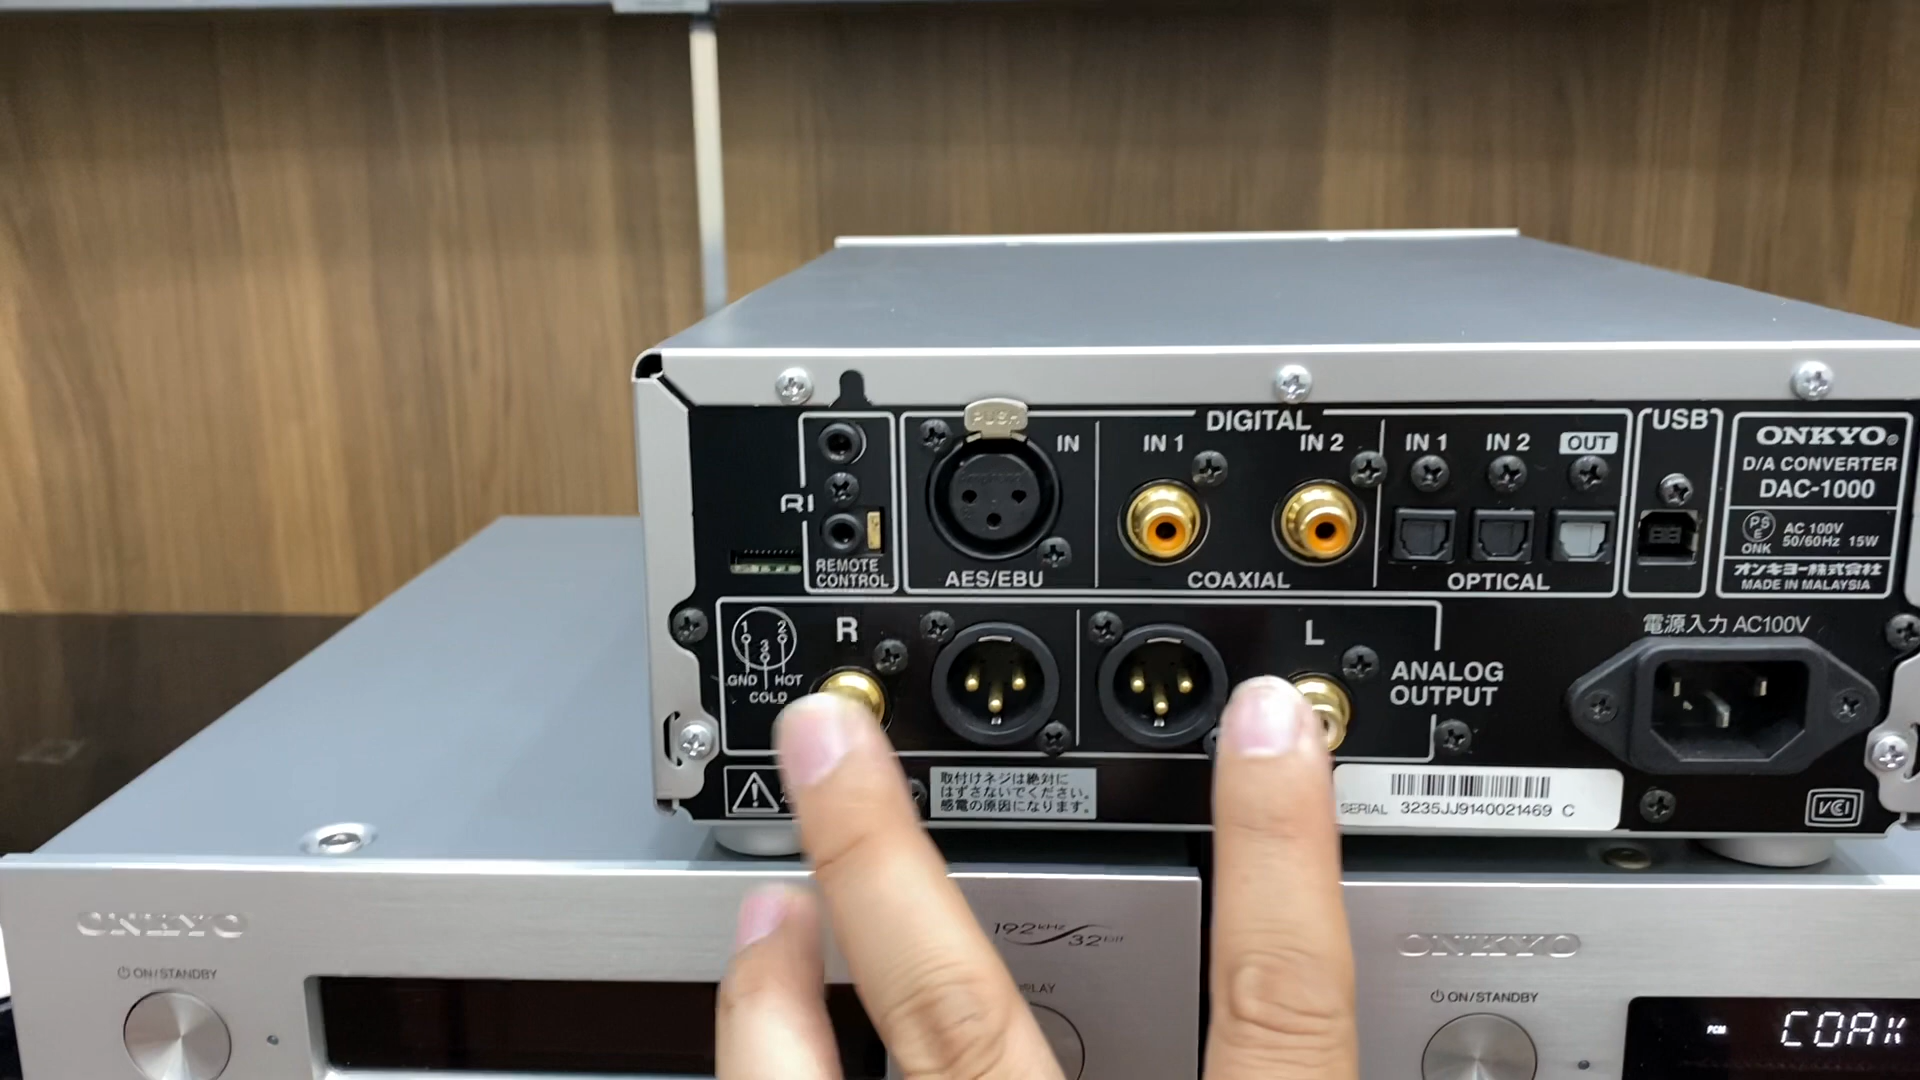 PUSH
DIGITAL
IN
IN 1
IN 2
IN 1
IN 2
OUT
USB
RI
REMOTE
CONTROL
AES/EBU
COAXIAL
OPTICAL
ONKYO®
D/A CONVERTER
DAC-1000
PS
E
ONK
AC 100V
50/60Hz 15W
オンキヨー株式会社
MADE IN MALAYSIA
1 2
3
GND HOT
COLD
R
L
ANALOG
OUTPUT
電源入力 AC100V
取付けネジは絶対に
はずさないでください。
感電の原因になります。
SERIAL 3235JJ9140021469 C
VCCI
ONKYO
192kHz
32bit
ON/STANDBY
ONKYO
ON/STANDBY
PCM
COAX